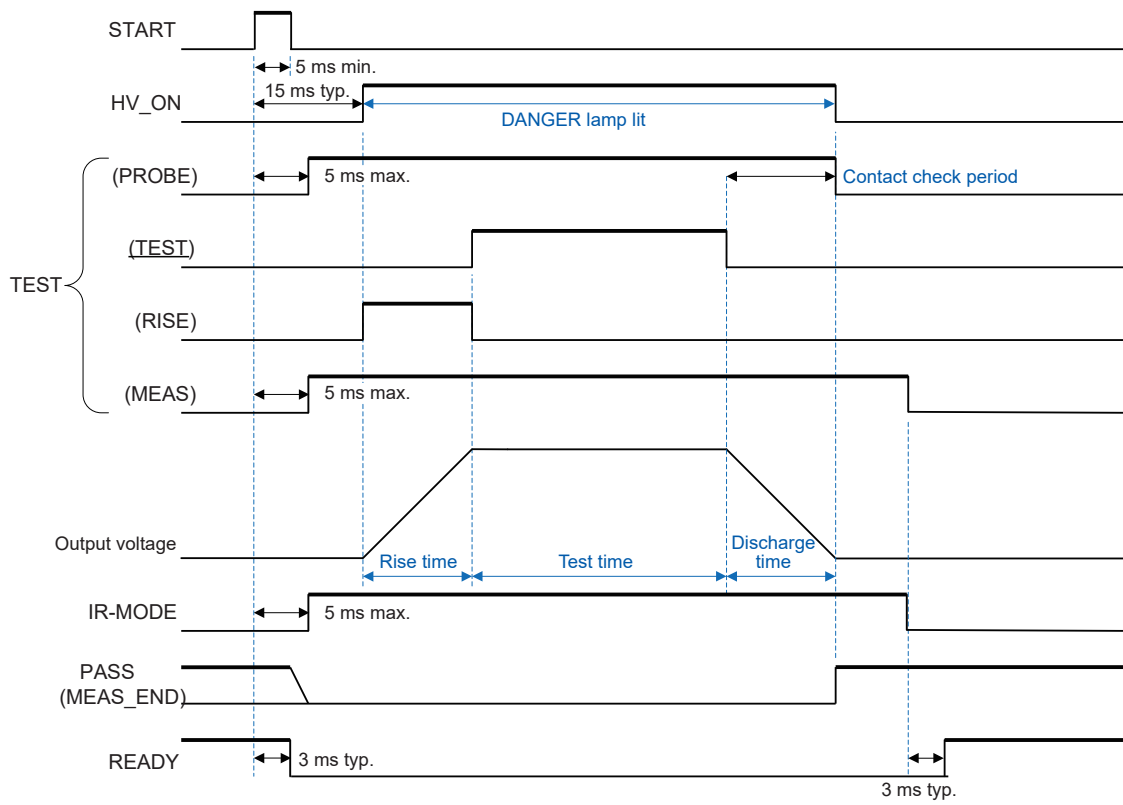 START
5 ms min.
15 ms typ.
HV_ON
DANGER lamp lit
(PROBE)
5 ms max.
Contact check period
(TEST)
TEST
(RISE)
(MEAS)
5 ms max.
Output voltage
Rise time
Test time
Discharge
time
IR-MODE
5 ms max.
PASS
(MEAS_END)
READY
3 ms typ.
3 ms typ.